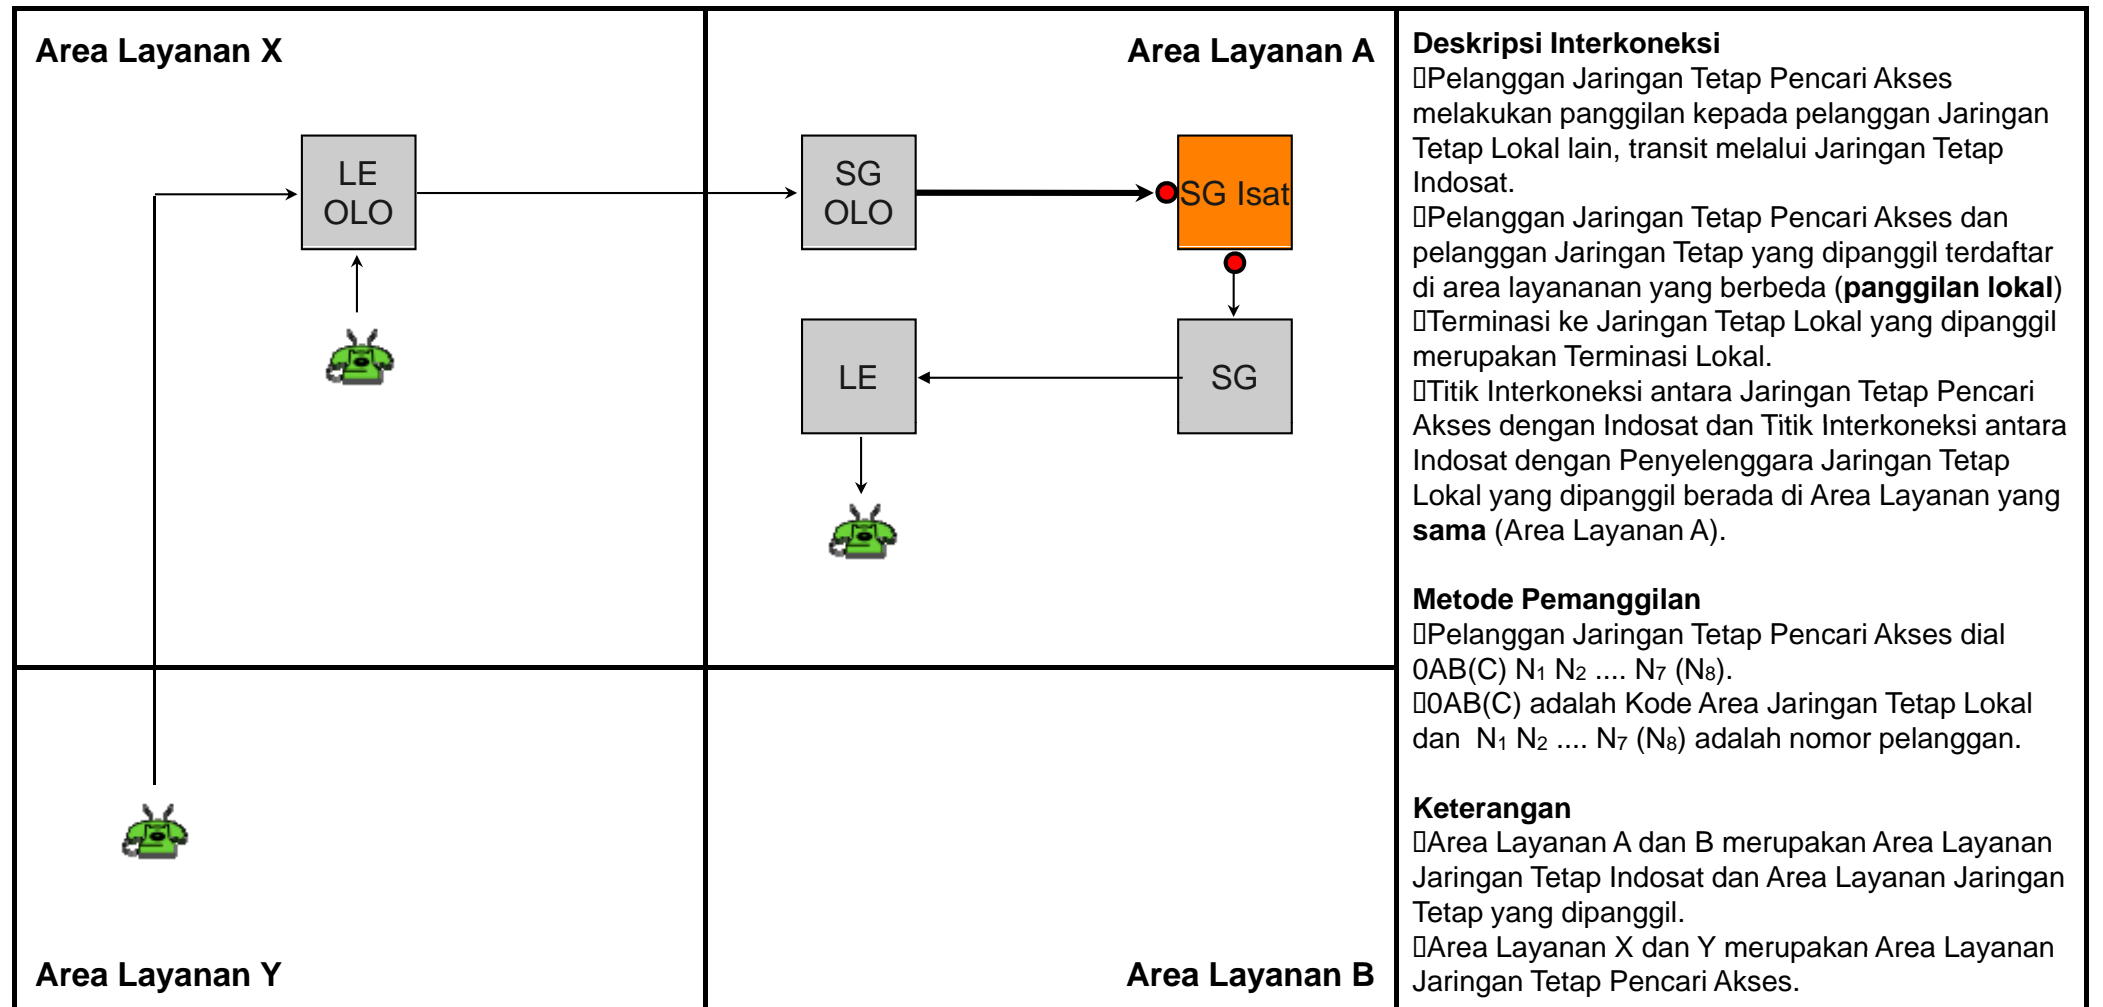 Area Layanan X
Area Layanan A
LE
OLO
SG
OLO
SG Isat
LE
SG
Area Layanan Y
Area Layanan B
Deskripsi Interkoneksi
Pelanggan Jaringan Tetap Pencari Akses
melakukan panggilan kepada pelanggan Jaringan
Tetap Lokal lain, transit melalui Jaringan Tetap
Indosat.
Pelanggan Jaringan Tetap Pencari Akses dan
pelanggan Jaringan Tetap yang dipanggil terdaftar
di area layananan yang berbeda (panggilan lokal)
Terminasi ke Jaringan Tetap Lokal yang dipanggil
merupakan Terminasi Lokal.
Titik Interkoneksi antara Jaringan Tetap Pencari
Akses dengan Indosat dan Titik Interkoneksi antara
Indosat dengan Penyelenggara Jaringan Tetap
Lokal yang dipanggil berada di Area Layanan yang
sama (Area Layanan A).
Metode Pemanggilan
Pelanggan Jaringan Tetap Pencari Akses dial
0AB(C) N1 N2 .... N7 (N8).
0AB(C) adalah Kode Area Jaringan Tetap Lokal
dan N1 N2 .... N7 (N8) adalah nomor pelanggan.
Keterangan
Area Layanan A dan B merupakan Area Layanan
Jaringan Tetap Indosat dan Area Layanan Jaringan
Tetap yang dipanggil.
Area Layanan X dan Y merupakan Area Layanan
Jaringan Tetap Pencari Akses.